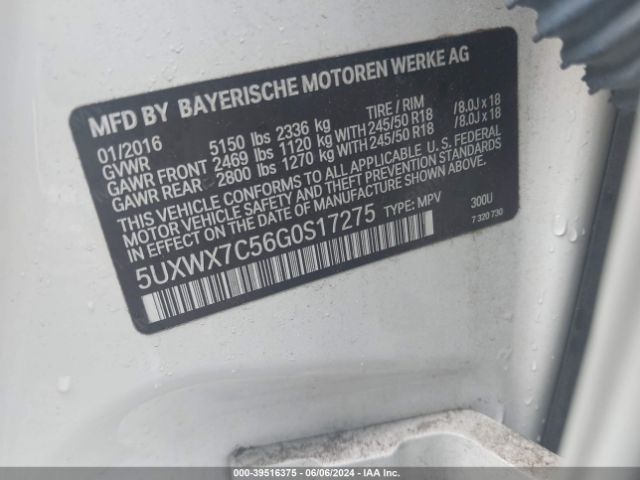 MFD BY BAYERISCHE MOTOREN WERKE AG
01/2016 5150 lbs 2336 kg TIRE / RIM
GVWR
GAWR FRONT 2469 lbs 1120 kg WITH 245/50 R18 /8.0J x 18
GAWR REAR 2800 lbs 1270 kg WITH 245/50 R18 /8.0J x 18
THIS VEHICLE CONFORMS TO ALL APPLICABLE U. S. FEDERAL
MOTOR VEHICLE SAFETY AND THEFT PREVENTION STANDARDS
IN EFFECT ON THE DATE OF MANUFACTURE SHOWN ABOVE.
5UXWX7C56G0S17275 TYPE: MPV 300U
7 320 730
000-39516375 - 06/06/2024 - IAA Inc.